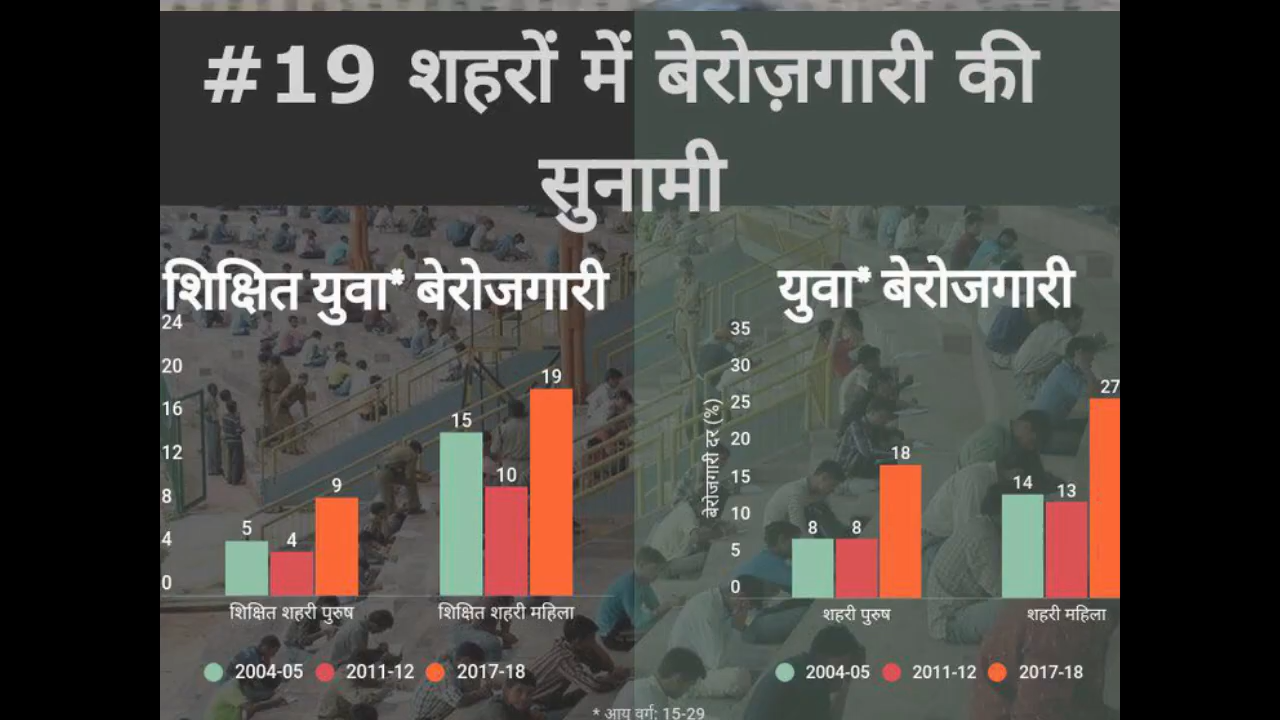 #19 शहरों में बेरोज़गारी की
सुनामी
शिक्षित युवा* बेरोजगारी
24
20
16
12
8
4
0
5
4
9
15
10
19
शिक्षित शहरी पुरुष
शिक्षित शहरी महिला
2004-05 2011-12 2017-18
युवा* बेरोजगारी
बेरोजगारी दर (%)
35
30
25
20
15
10
5
0
8
8
18
14
13
27
शहरी पुरुष
शहरी महिला
2004-05 2011-12 2017-18
* आयु वर्ग: 15-29